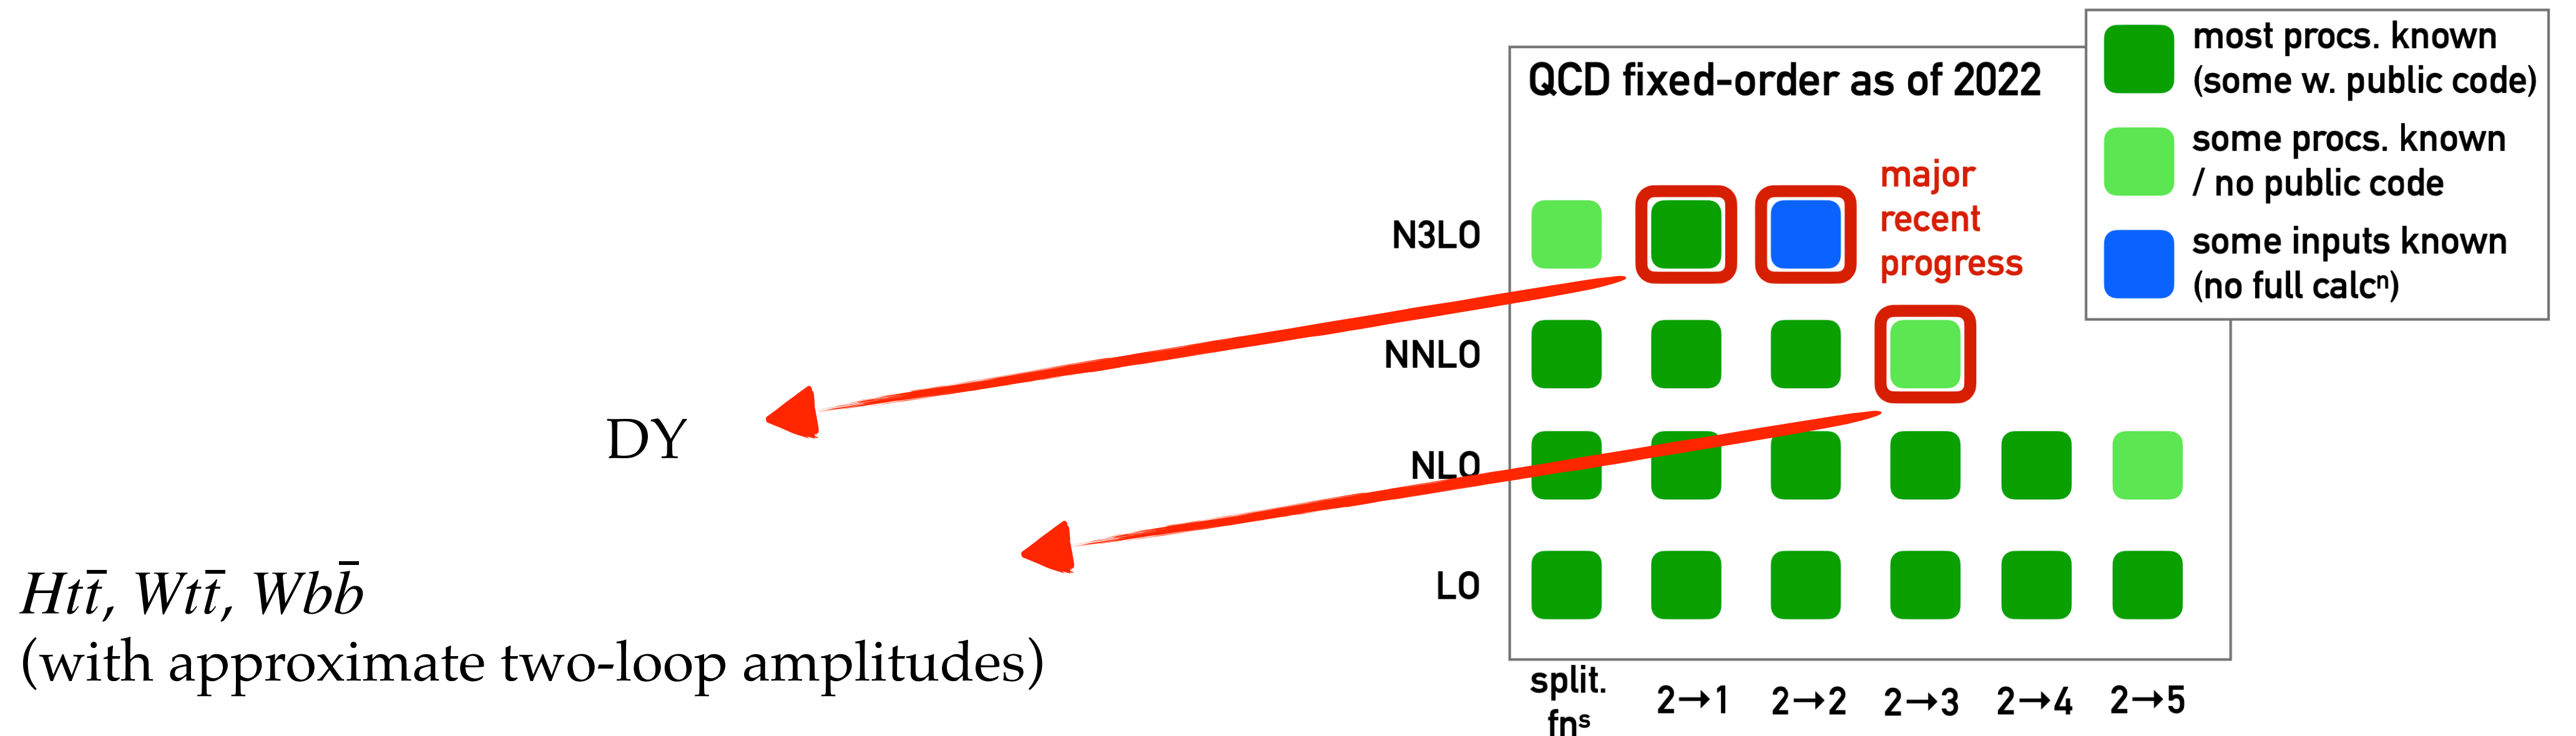 QCD fixed-order as of 2022
most procs. known
(some w. public code)
some procs. known
/ no public code
some inputs known
(no full calcⁿ)
major
recent
progress
N3LO
NNLO
NLO
LO
split.
fnˢ
2→1
2→2
2→3
2→4
2→5
DY
Htt̄, Wtt̄, Wbb̄
(with approximate two-loop amplitudes)